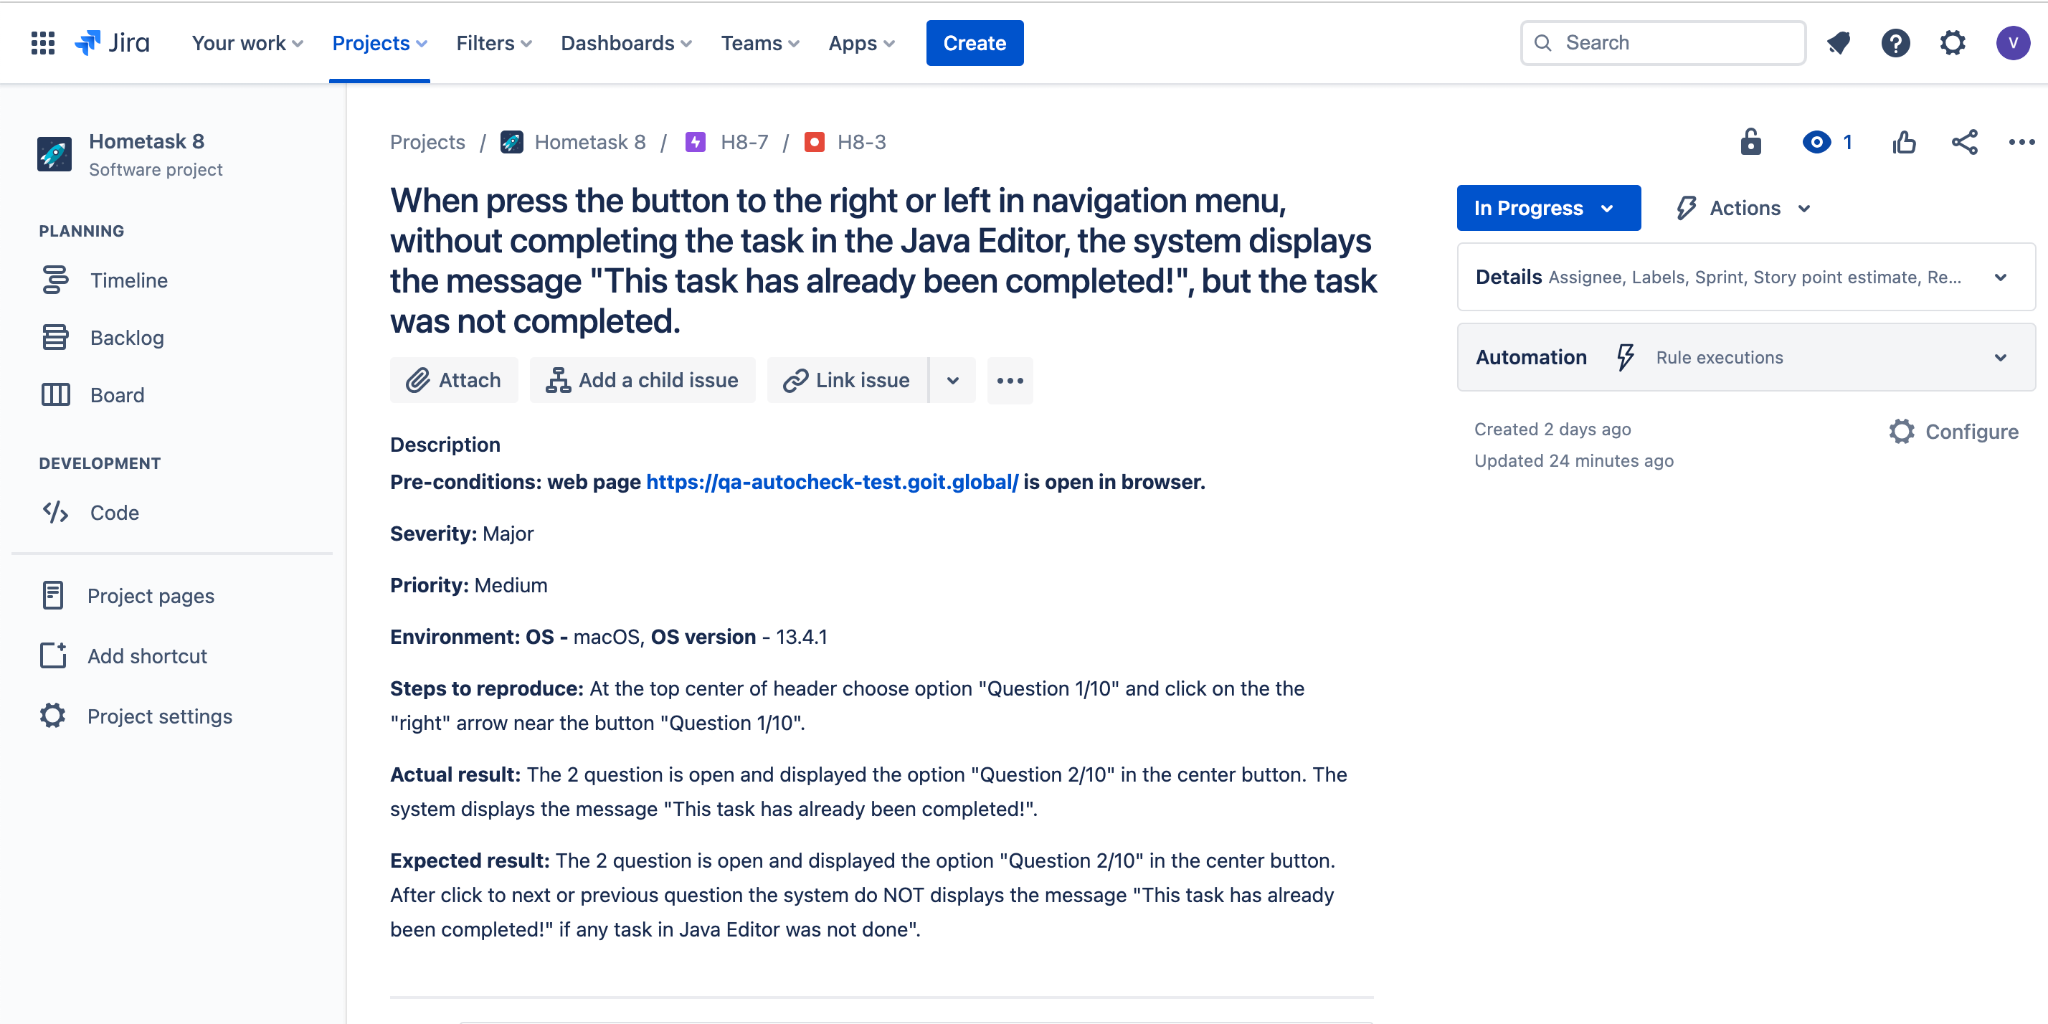 Jira Your work Projects Filters Dashboards Teams Apps Create Search V
Hometask 8
Software project
PLANNING
Timeline
Backlog
Board
DEVELOPMENT
Code
Project pages
Add shortcut
Project settings
Projects / Hometask 8 / H8-7 / H8-3
1
When press the button to the right or left in navigation menu,
without completing the task in the Java Editor, the system displays
the message "This task has already been completed!", but the task
was not completed.
Attach Add a child issue Link issue
Description
Pre-conditions: web page https://qa-autocheck-test.goit.global/ is open in browser.
Severity: Major
Priority: Medium
Environment: OS - macOS, OS version - 13.4.1
Steps to reproduce: At the top center of header choose option "Question 1/10" and click on the the
"right" arrow near the button "Question 1/10".
Actual result: The 2 question is open and displayed the option "Question 2/10" in the center button. The
system displays the message "This task has already been completed!".
Expected result: The 2 question is open and displayed the option "Question 2/10" in the center button.
After click to next or previous question the system do NOT displays the message "This task has already
been completed!" if any task in Java Editor was not done".
In Progress Actions
Details Assignee, Labels, Sprint, Story point estimate, Re...
Automation Rule executions
Created 2 days ago
Configure
Updated 24 minutes ago